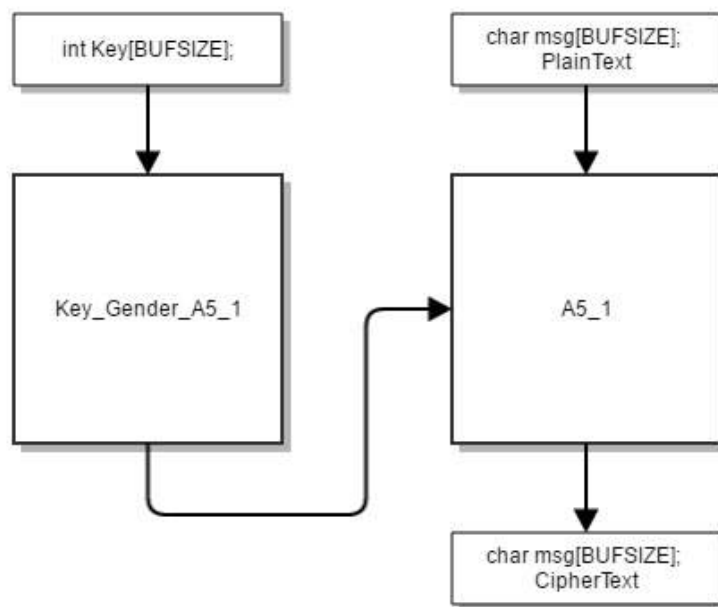 int Key[BUFSIZE];
char msg[BUFSIZE];
PlainText
Key_Gender_A5_1
A5_1
char msg[BUFSIZE];
CipherText